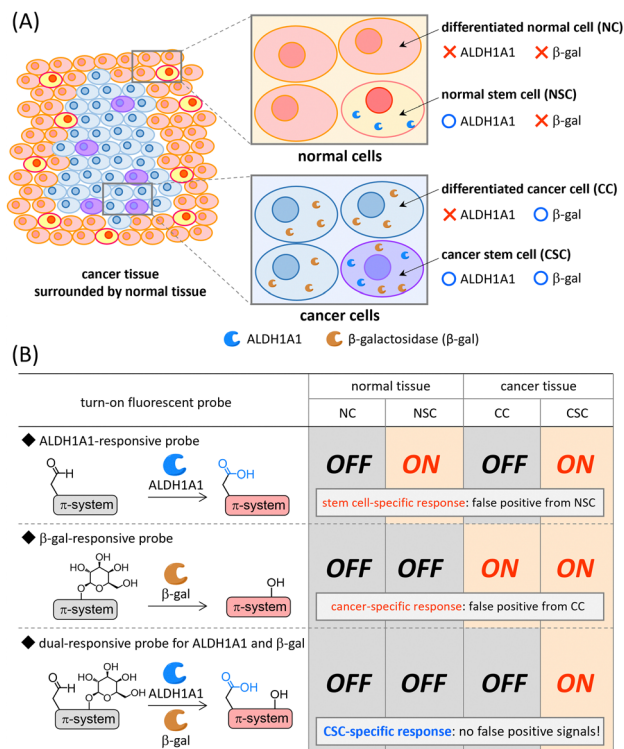 (A)
differentiated normal cell (NC)
ALDH1A1 β-gal
normal stem cell (NSC)
ALDH1A1 β-gal
normal cells
differentiated cancer cell (CC)
ALDH1A1 β-gal
cancer stem cell (CSC)
ALDH1A1 β-gal
cancer tissue
surrounded by normal tissue
cancer cells
ALDH1A1 β-galactosidase (β-gal)
(B)
turn-on fluorescent probe
normal tissue cancer tissue
NC NSC CC CSC
◆ ALDH1A1-responsive probe
O
H
O
OH
ALDH1A1
π-system π-system
OFF ON OFF ON
stem cell-specific response: false positive from NSC
◆ β-gal-responsive probe
OH
HO
HO
OH
O
O
OH
β-gal
π-system π-system
OFF OFF ON ON
cancer-specific response: false positive from CC
◆ dual-responsive probe for ALDH1A1 and β-gal
O
H
OH
HO
HO
OH
O
O
O
OH
OH
ALDH1A1
π-system π-system
β-gal
OFF OFF OFF ON
CSC-specific response: no false positive signals!